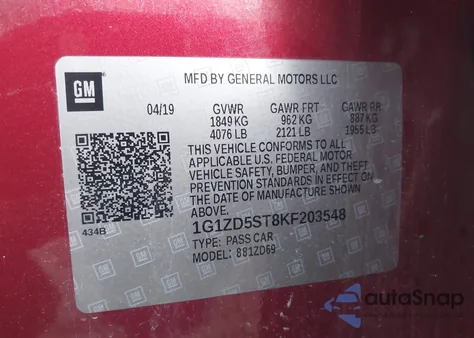 GM
MFD BY GENERAL MOTORS LLC
04/19 GVWR GAWR FRT GAWR RR
1849 KG 962 KG 887 KG
4076 LB 2121 LB 1955 LB
THIS VEHICLE CONFORMS TO ALL
APPLICABLE U.S. FEDERAL MOTOR
VEHICLE SAFETY, BUMPER, AND THEFT
PREVENTION STANDARDS IN EFFECT ON
THE DATE OF MANUFACTURE SHOWN
ABOVE.
434B
1G1ZD5ST8KF203548
TYPE: PASS CAR
MODEL: 881ZD69
autoSnap